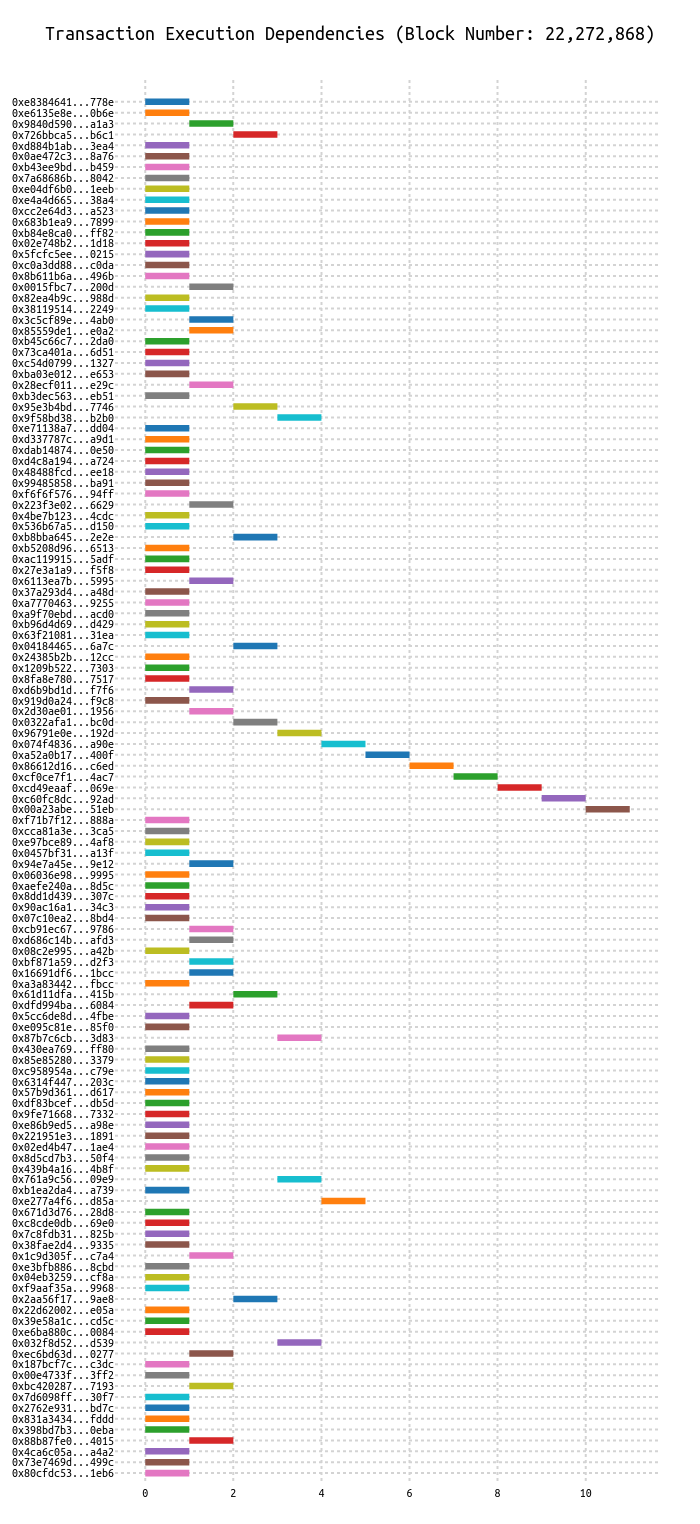 Transaction Execution Dependencies (Block Number: 22,272,868)
0xe8384641...778e
0xe6135e8e...0b6e
0x9840d590...a1a3
0x726bbca5...b6c1
0xd884b1ab...3ea4
0x0ae472c3...8a76
0xb43ee9bd...b459
0x7a68686b...8042
0xe04df6b0...1eeb
0xe4a4d665...38a4
0xcc2e64d3...a523
0x683b1ea9...7899
0xb84e8ca0...ff82
0x02e748b2...1d18
0x5fcfc5ee...0215
0xc0a3dd88...c0da
0x8b611b6a...496b
0x0015fbc7...200d
0x82ea4b9c...988d
0x38119514...2249
0x3c5cf89e...4ab0
0x85559de1...e0a2
0xb45c66c7...2da0
0x73ca401a...6d51
0xc54d0799...1327
0xba03e012...e653
0x28ecf011...e29c
0xb3dec563...eb51
0x95e3b4bd...7746
0x9f58bd38...b2b0
0xe71138a7...dd04
0xd337787c...a9d1
0xdab14874...0e50
0xd4c8a194...a724
0x48488fcd...ee18
0x99485858...ba91
0xf6f6f576...94ff
0x223f3e02...6629
0x4be7b123...4cdc
0x536b67a5...d150
0xb8bba645...2e2e
0xb5208d96...6513
0xac119915...5adf
0x27e3a1a9...f5f8
0x6113ea7b...5995
0x37a293d4...a48d
0xa7770463...9255
0xa9f70ebd...acd0
0xb96d4d69...d429
0x63f21081...31ea
0x04184465...6a7c
0x24385b2b...12cc
0x1209b522...7303
0x8fa8e780...7517
0xd6b9bd1d...f7f6
0x919d0a24...f9c8
0x2d30ae01...1956
0x0322afa1...bc0d
0x96791e0e...192d
0x074f4836...a90e
0xa52a0b17...400f
0x86612d16...c6ed
0xcf0ce7f1...4ac7
0xcd49eaaf...069e
0xc60fc8dc...92ad
0x00a23abe...51eb
0xf71b7f12...888a
0xcca81a3e...3ca5
0xe97bce89...4af8
0x0457bf31...a13f
0x94e7a45e...9e12
0x06036e98...9995
0xaefe240a...8d5c
0x8dd1d439...307c
0x90ac16a1...34c3
0x07c10ea2...8bd4
0xcb91ec67...9786
0xd686c14b...afd3
0x08c2e995...a42b
0xbf871a59...d2f3
0x16691df6...1bcc
0xa3a83442...fbcc
0x61d11dfa...415b
0xdfd994ba...6084
0x5cc6de8d...4fbe
0xe095c81e...85f0
0x87b7c6cb...3d83
0x430ea769...ff80
0x85e85280...3379
0xc958954a...c79e
0x6314f447...203c
0x57b9d361...d617
0xdf83bcef...db5d
0x9fe71668...7332
0xe86b9ed5...a98e
0x221951e3...1891
0x02ed4b47...1ae4
0x8d5cd7b3...50f4
0x439b4a16...4b8f
0x761a9c56...09e9
0xb1ea2da4...a739
0xe277a4f6...d85a
0x671d3d76...28d8
0xc8cde0db...69e0
0x7c8fdb31...825b
0x38fae2d4...9335
0x1c9d305f...c7a4
0xe3bfb886...8cbd
0x04eb3259...cf8a
0xf9aaf35a...9968
0x2aa56f17...9ae8
0x22d62002...e05a
0x39e58a1c...cd5c
0xe6ba880c...0084
0x032f8d52...d539
0xec6bd63d...0277
0x187bcf7c...c3dc
0x00e4733f...3ff2
0xbc420287...7193
0x7d6098ff...30f7
0x2762e931...bd7c
0x831a3434...fddd
0x398bd7b3...0eba
0x88b87fe0...4015
0x4ca6c05a...a4a2
0x73e7469d...499c
0x80cfdc53...1eb6
0 2 4 6 8 10